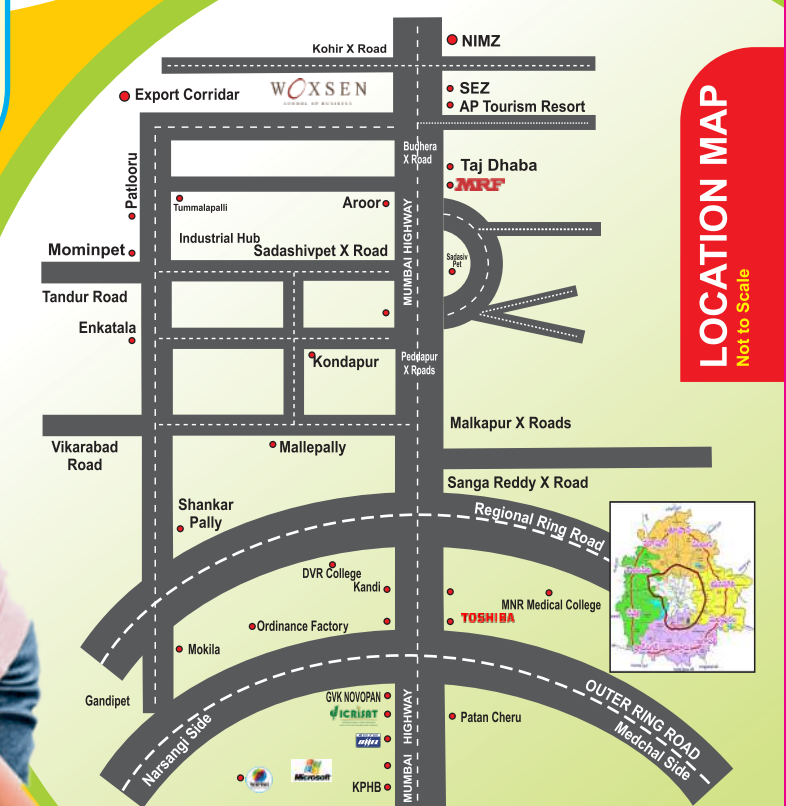 Kohir X Road
NIMZ
Export Corridar
WOXSEN
SCHOOL OF BUSINESS
SEZ
AP Tourism Resort
LOCATION MAP
Not to Scale
Budhera
X Road
Patlooru
Taj Dhaba
MRF
Tummalapalli
Aroor
Industrial Hub
Sadashivpet X Road
MUMBAI HIGHWAY
Mominpet
Sadasiv
Pet
Tandur Road
Enkatala
Kondapur
Peddapur
X Roads
Malkapur X Roads
Vikarabad
Road
Mallepally
Sanga Reddy X Road
Shankar
Pally
Regional Ring Road
DVR College
Kandi
MNR Medical College
TOSHIBA
Ordinance Factory
Mokila
Gandipet
GVK NOVOPAN
ICRISAT
MUMBAI HIGHWAY
Patan Cheru
OUTER RING ROAD
Medchal Side
Narsangi Side
Microsoft
KPHB